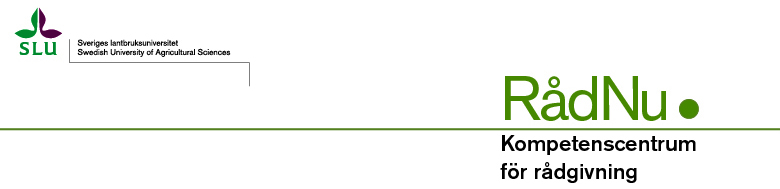 SLU
Sveriges lantbruksuniversitet
Swedish University of Agricultural Sciences
RådNu
Kompetenscentrum
för rådgivning